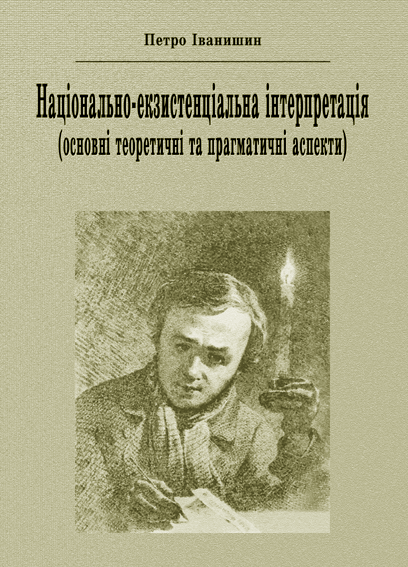 Петро Іванишин
Національно-екзистенціальна інтерпретація
(основні теоретичні та прагматичні аспекти)